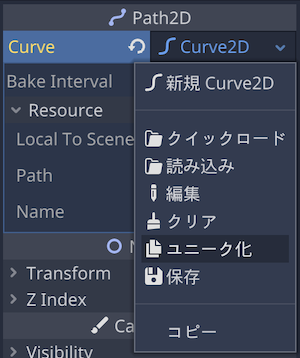 Path2D
Curve
Curve2D
Bake Interval
新規 Curve2D
Resource
Local To Scene
クイックロード
Path
読み込み
Name
編集
クリア
N
ユニーク化
Transform
保存
Z Index
Ca
コピー
Visibility